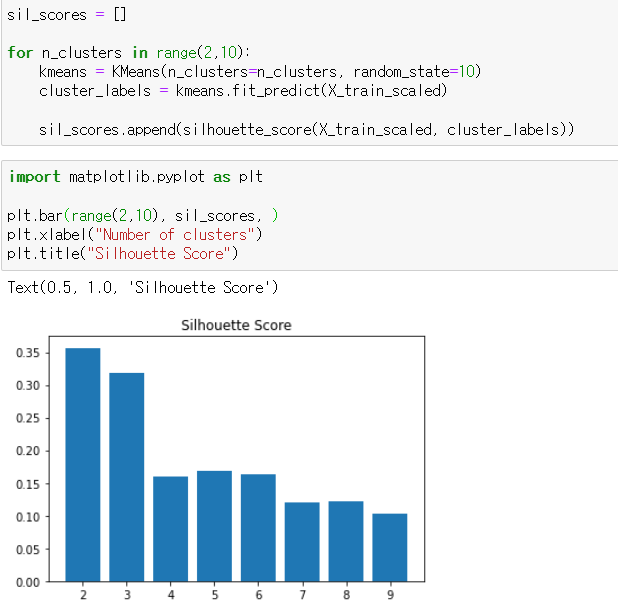 sil_scores = []
for n_clusters in range(2,10):
    kmeans = KMeans(n_clusters=n_clusters, random_state=10)
    cluster_labels = kmeans.fit_predict(X_train_scaled)
    sil_scores.append(silhouette_score(X_train_scaled, cluster_labels))
import matplotlib.pyplot as plt
plt.bar(range(2,10), sil_scores, )
plt.xlabel("Number of clusters")
plt.title("Silhouette Score")
Text(0.5, 1.0, 'Silhouette Score')
Silhouette Score
0.35
0.30
0.25
0.20
0.15
0.10
0.05
0.00
2 3 4 5 6 7 8 9